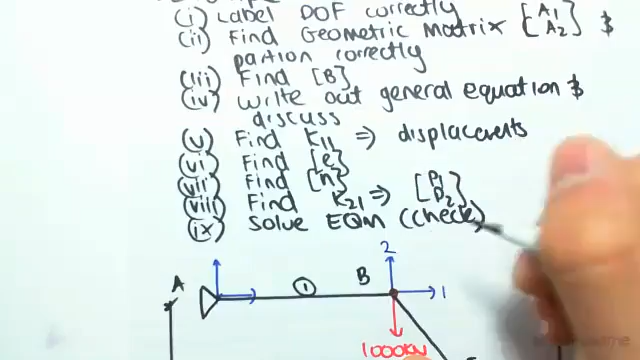 (i) Label DOF correctly
(ii) Find Geometric Matrix [A1 A2] &
partion correctly
(iii) Find [B]
(iv) write out general equation &
discuss
(v) Find K11 => displacements
(vi) Find [e]
(vii) Find [n]
(viii) Find K21 => [P1 P2]
(ix) Solve EQM (check)
A
1
B
2
1
1000kN